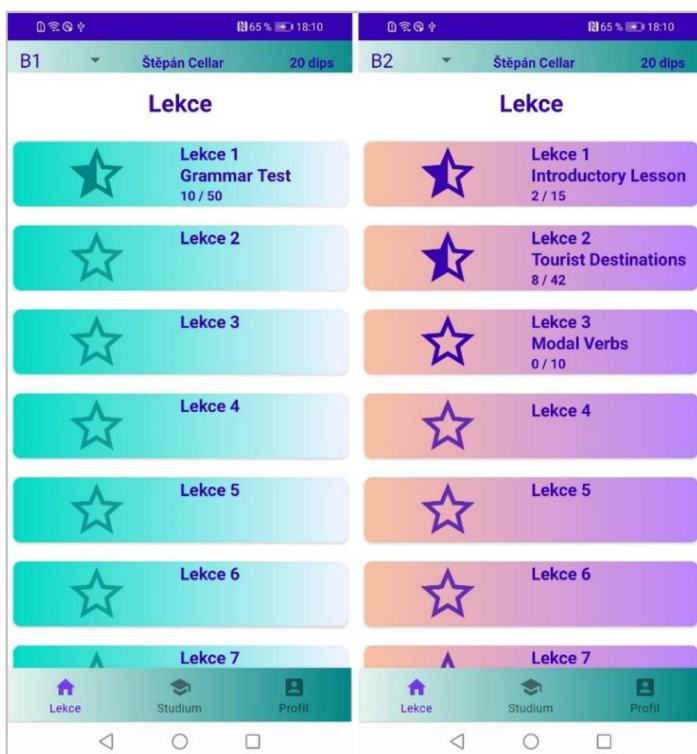 65 % 18:10
B1 Štěpán Cellar 20 dips
Lekce
Lekce 1
Grammar Test
10 / 50
Lekce 2
Lekce 3
Lekce 4
Lekce 5
Lekce 6
Lekce 7
Lekce Studium Profil
65 % 18:10
B2 Štěpán Cellar 20 dips
Lekce
Lekce 1
Introductory Lesson
2 / 15
Lekce 2
Tourist Destinations
8 / 42
Lekce 3
Modal Verbs
0 / 10
Lekce 4
Lekce 5
Lekce 6
Lekce 7
Lekce Studium Profil